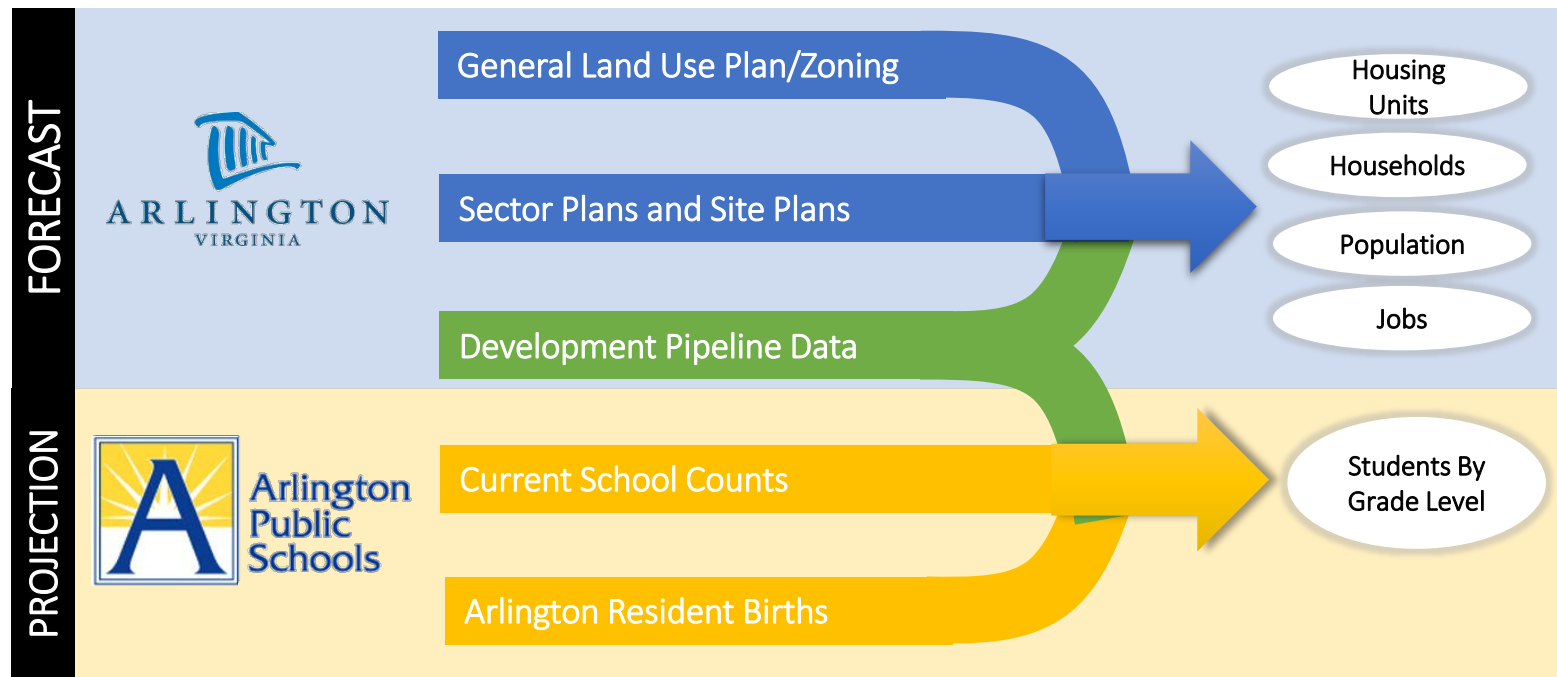 FORECAST
ARLINGTON
VIRGINIA
General Land Use Plan/Zoning
Sector Plans and Site Plans
Development Pipeline Data
Housing
Units
Households
Population
Jobs
PROJECTION
A
Arlington
Public
Schools
Current School Counts
Arlington Resident Births
Students By
Grade Level